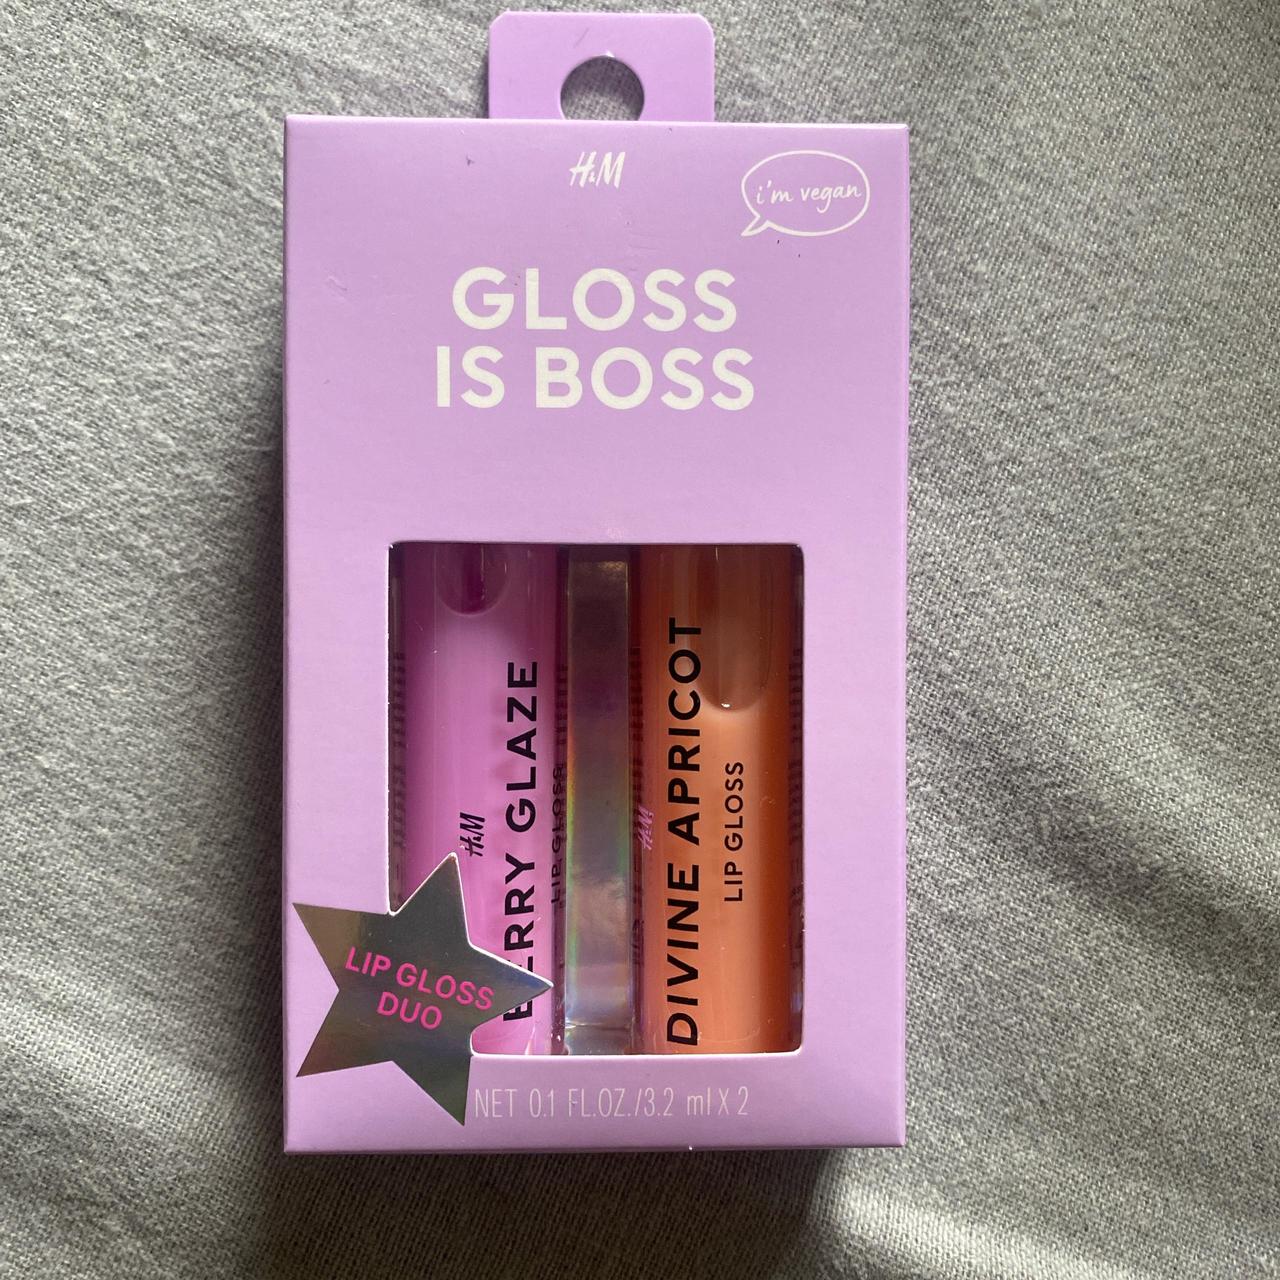 H&M
i'm vegan
GLOSS
IS BOSS
H&M
BERRY GLAZE
LIP GLOSS
H&M
DIVINE APRICOT
LIP GLOSS
LIP GLOSS
DUO
NET 0.1 FL.OZ./3.2 ml X 2